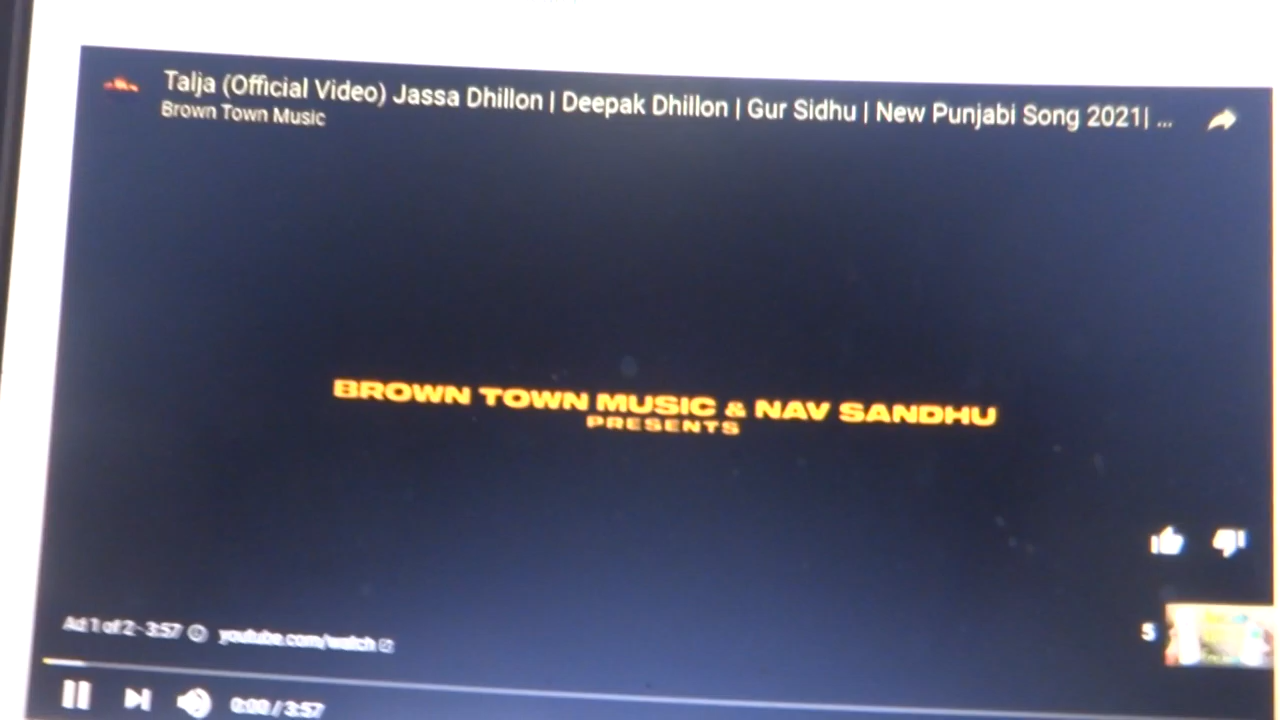 Talja (Official Video) Jassa Dhillon | Deepak Dhillon | Gur Sidhu | New Punjabi Song 2021| ...
Brown Town Music
BROWN TOWN MUSIC & NAV SANDHU
PRESENTS
Ad 1 of 2 · 3:57 youtube.com/watch
5
0:00 / 3:57